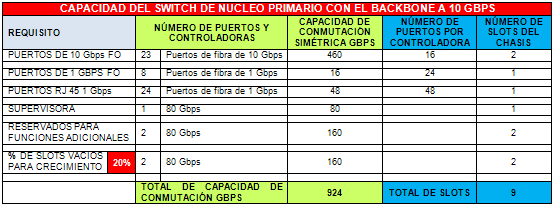 CAPACIDAD DEL SWITCH DE NUCLEO PRIMARIO CON EL BACKBONE A 10 GBPS
REQUISITO NÚMERO DE PUERTOS Y CONTROLADORAS CAPACIDAD DE CONMUTACIÓN SIMÉTRICA GBPS NÚMERO DE PUERTOS POR CONTROLADORA NÚMERO DE SLOTS DEL CHASIS
PUERTOS DE 10 Gbps FO 23 Puertos de fibra de 10 Gbps 460 16 2
PUERTOS DE 1 GBPS FO 8 Puertos de fibra de 1 Gbps 16 24 1
PUERTOS RJ 45 1 Gbps 24 Puertos de fibra de 1 Gbps 48 48 1
SUPERVISORA 1 80 Gbps 80 1
RESERVADOS PARA FUNCIONES ADICIONALES 2 80 Gbps 160 2
% DE SLOTS VACIOS PARA CRECIMIENTO 20% 2 80 Gbps 160 2
TOTAL DE CAPACIDAD DE CONMUTACIÓN GBPS 924 TOTAL DE SLOTS 9